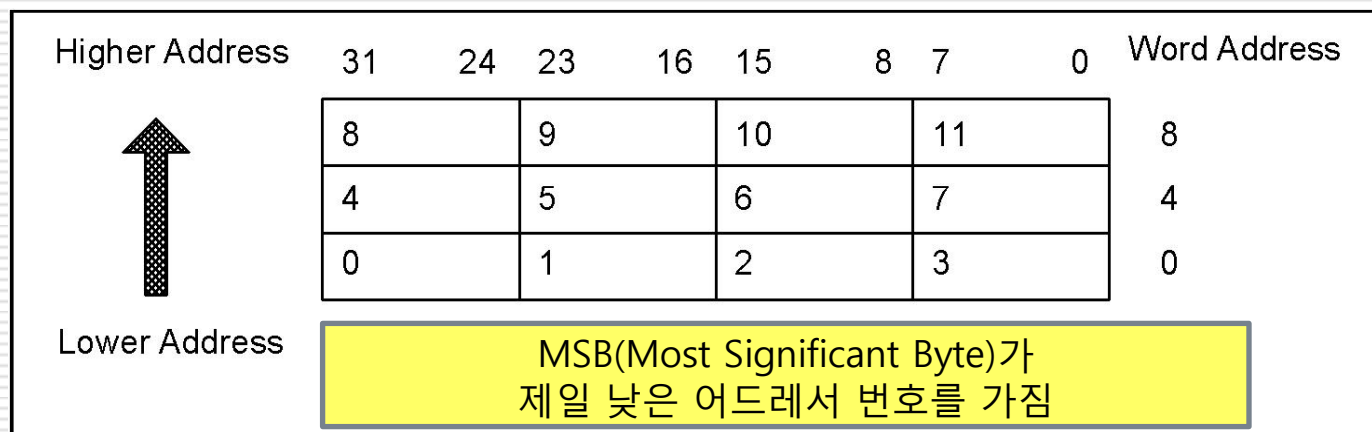 Higher Address 31 24 23 16 15 8 7 0 Word Address
8 9 10 11 8
4 5 6 7 4
0 1 2 3 0
Lower Address
MSB(Most Significant Byte)가
제일 낮은 어드레서 번호를 가짐